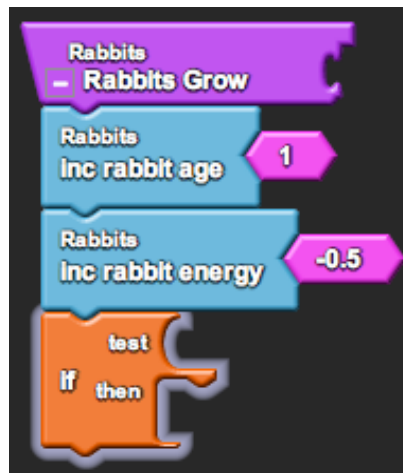 Rabbits
– Rabbits Grow
Rabbits
inc rabbit age
1
Rabbits
inc rabbit energy
-0.5
test
if
then